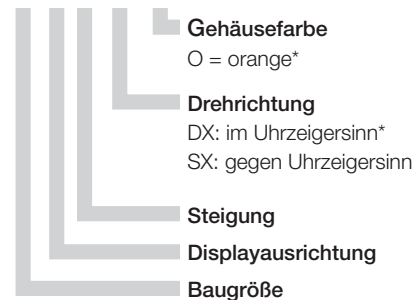 Gehäusefarbe
O = orange*
Drehrichtung
DX: im Uhrzeigersinn*
SX: gegen Uhrzeigersinn
Steigung
Displayausrichtung
Baugröße